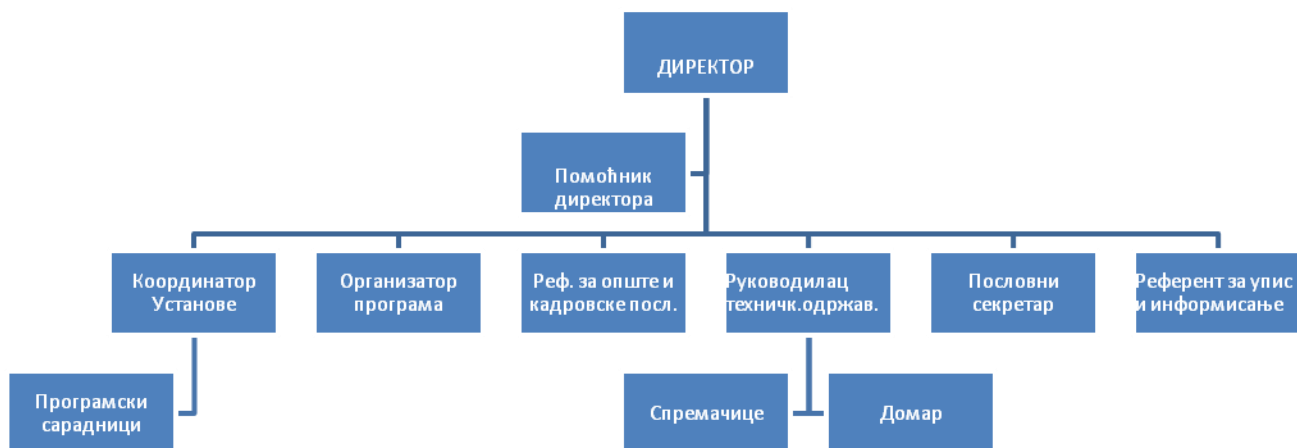 ДИРЕКТОР
Помоћник
директора
Координатор
Установе
Организатор
програма
Реф. за опште и
кадровске посл.
Руководилац
техничк.одржав.
Пословни
секретар
Референт за упис
и информисање
Програмски
сарадници
Спремачице
Домар